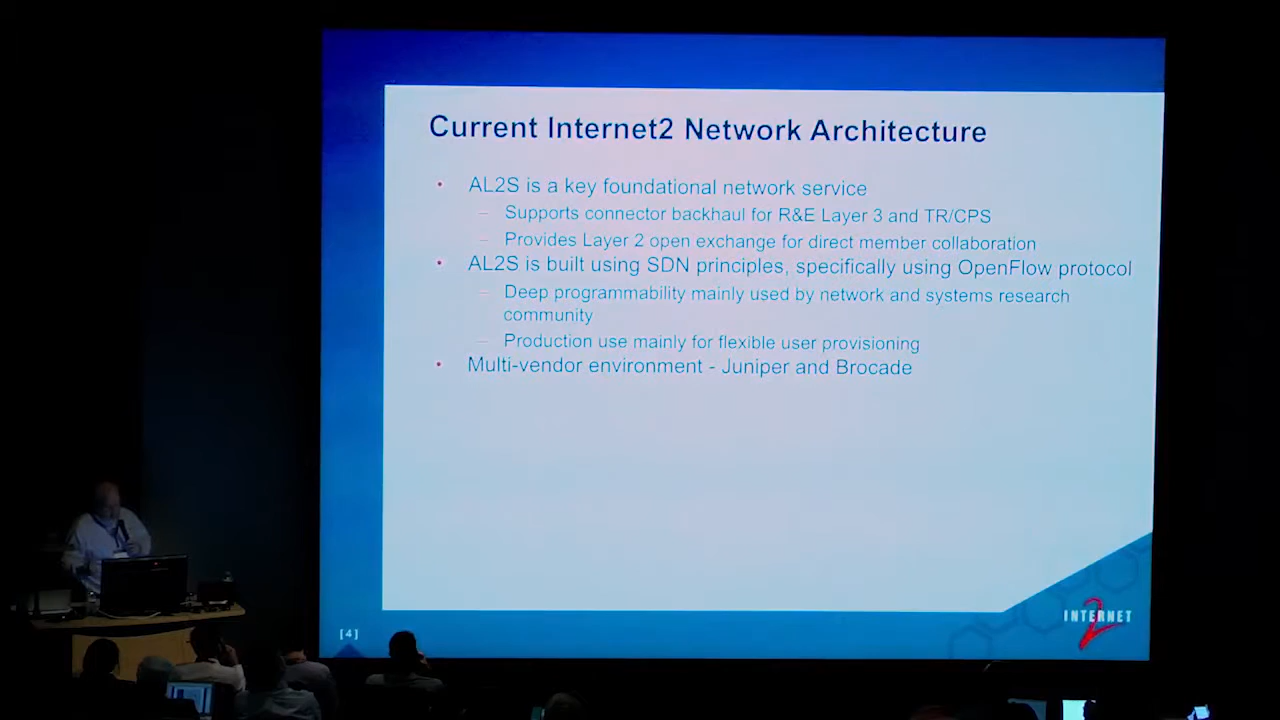 Current Internet2 Network Architecture
• AL2S is a key foundational network service
– Supports connector backhaul for R&E Layer 3 and TR/CPS
– Provides Layer 2 open exchange for direct member collaboration
• AL2S is built using SDN principles, specifically using OpenFlow protocol
– Deep programmability mainly used by network and systems research
community
– Production use mainly for flexible user provisioning
• Multi-vendor environment - Juniper and Brocade
[4]
INTERNET
2